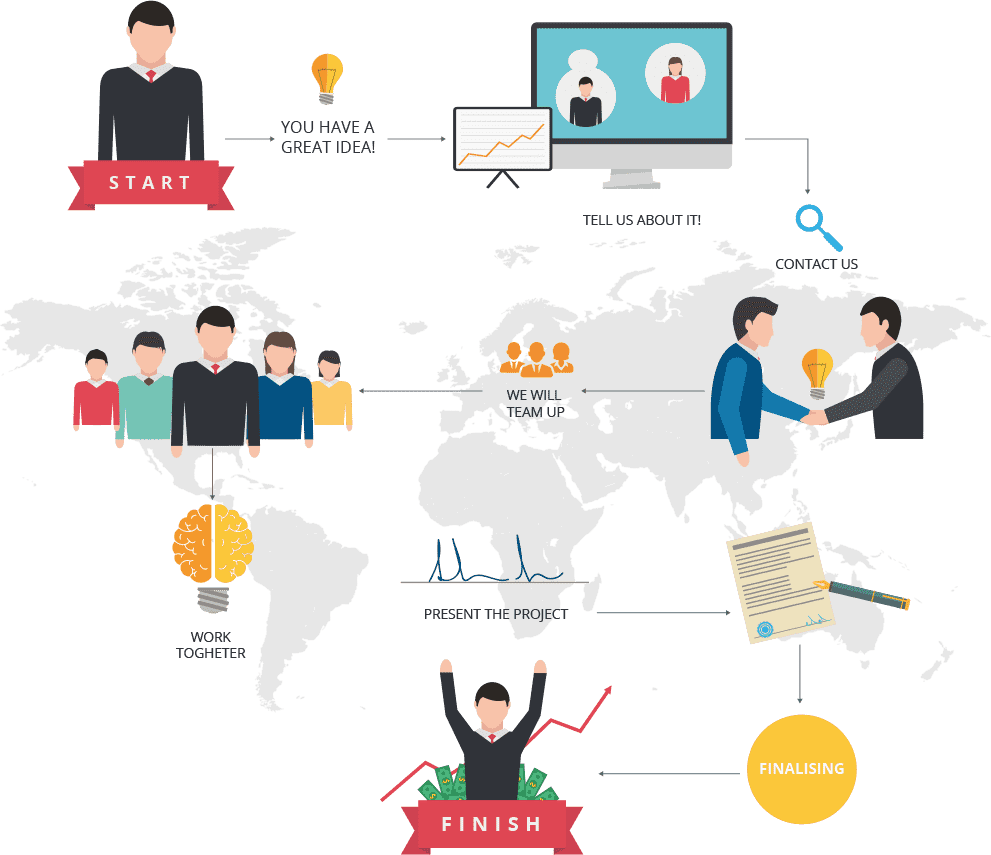 START
YOU HAVE A
GREAT IDEA!
TELL US ABOUT IT!
CONTACT US
WE WILL
TEAM UP
WORK
TOGHETER
PRESENT THE PROJECT
FINALISING
FINISH